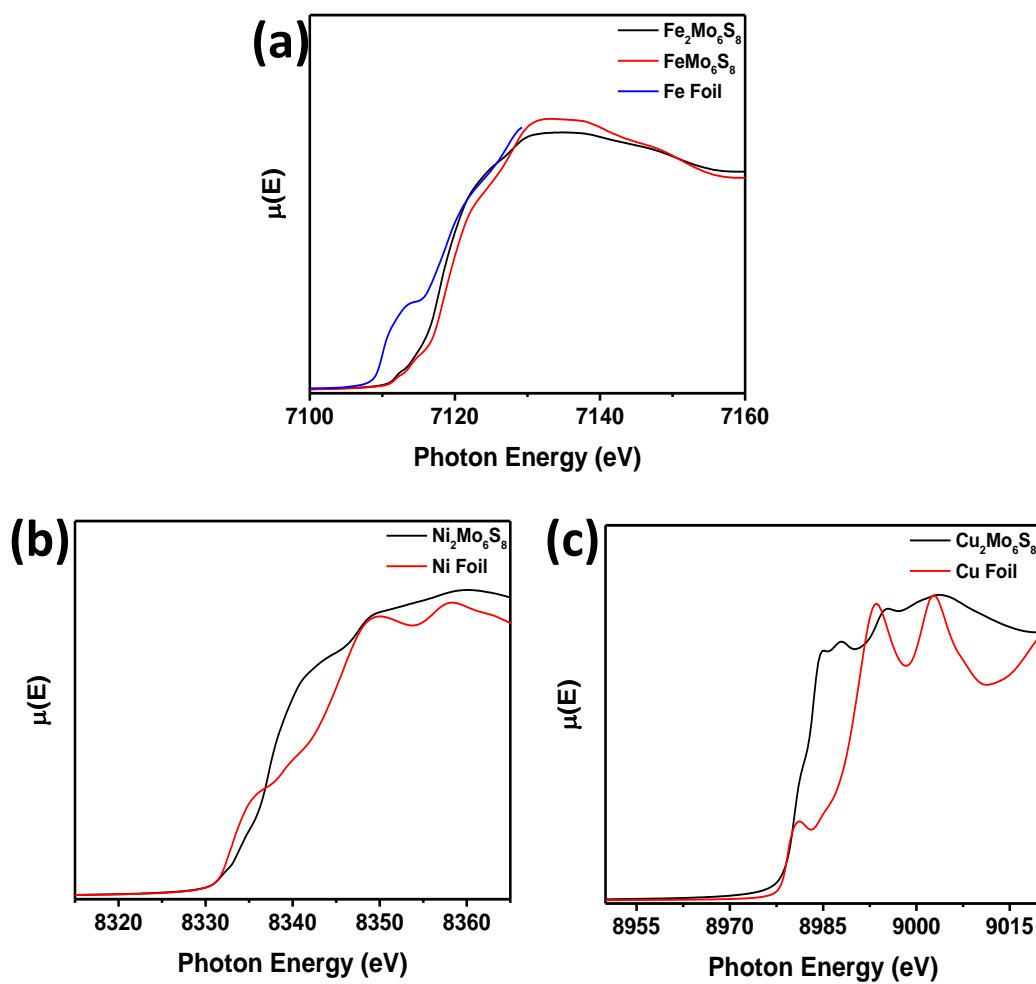 (a)
Fe₂Mo₆S₈
FeMo₆S₈
Fe Foil
μ(E)
7100 7120 7140 7160
Photon Energy (eV)
(b)
Ni₂Mo₆S₈
Ni Foil
μ(E)
8320 8330 8340 8350 8360
Photon Energy (eV)
(c)
Cu₂Mo₆S₈
Cu Foil
μ(E)
8955 8970 8985 9000 9015
Photon Energy (eV)